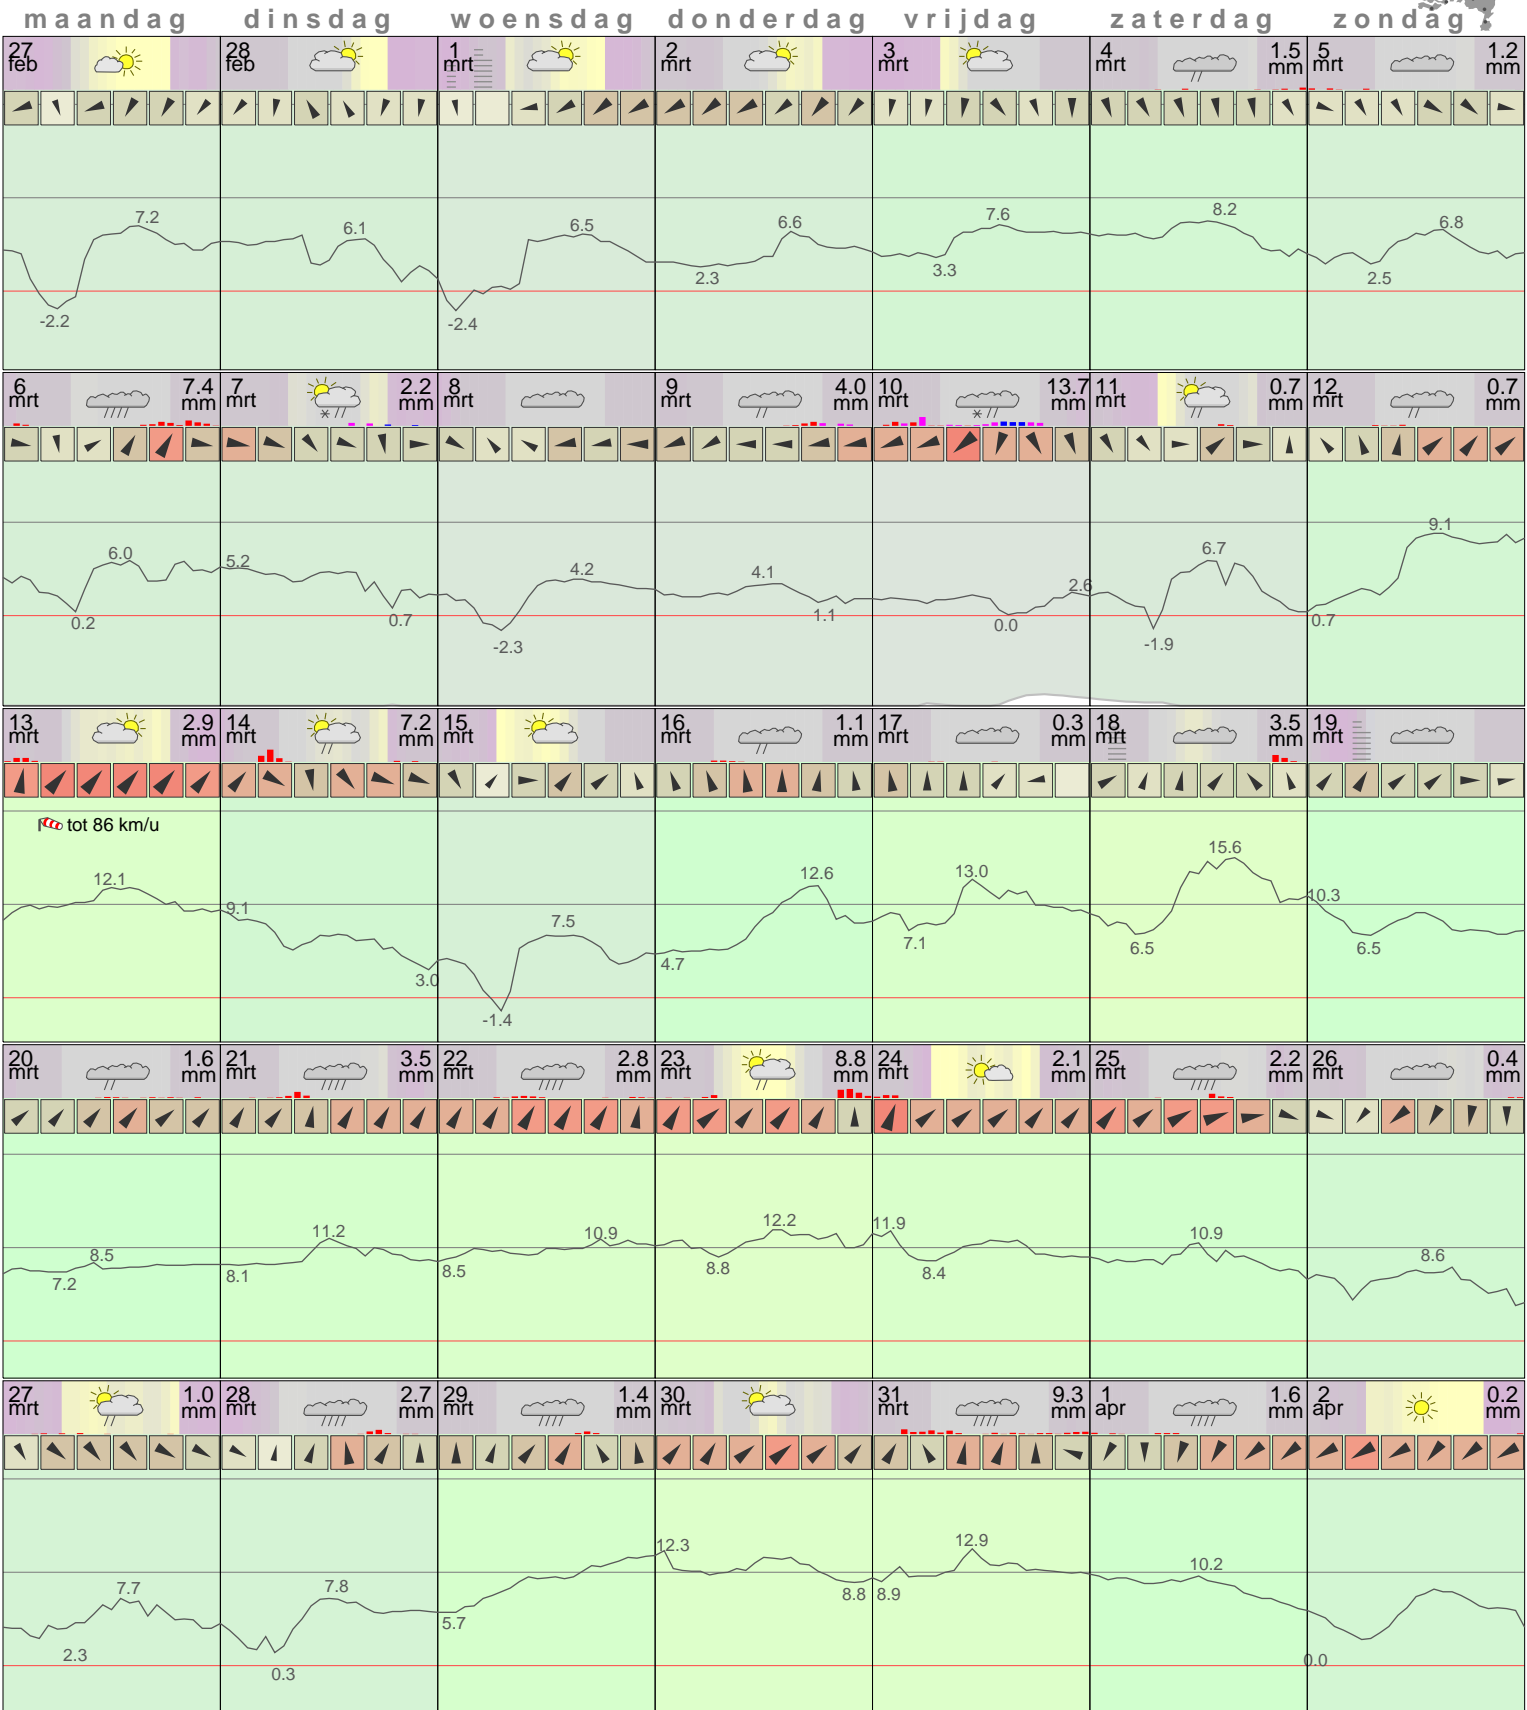 maandag dinsdag woensdag donderdag vrijdag zaterdag zondag
27 feb 28 feb 1 mrt 2 mrt 3 mrt 4 mrt 1.5 mm 5 mrt 1.2 mm
7.2 6.1 6.5 6.6 7.6 8.2 6.8
-2.2 -2.4 2.3 3.3 2.5
6 mrt 7.4 mm 7 mrt 2.2 mm 8 mrt 9 mrt 4.0 mm 10 mrt 13.7 mm 11 mrt 0.7 mm 12 mrt 0.7 mm
6.0 5.2 4.2 4.1 2.6 6.7 9.1
0.2 0.7 -2.3 1.1 0.0 -1.9 0.7
13 mrt 2.9 mm 14 mrt 7.2 mm 15 mrt 16 mrt 1.1 mm 17 mrt 0.3 mm 18 mrt 3.5 mm 19 mrt
tot 86 km/u
12.1 9.1 7.5 12.6 13.0 15.6 10.3
3.0 -1.4 4.7 7.1 6.5 6.5
20 mrt 1.6 mm 21 mrt 3.5 mm 22 mrt 2.8 mm 23 mrt 8.8 mm 24 mrt 2.1 mm 25 mrt 2.2 mm 26 mrt 0.4 mm
8.5 11.2 10.9 12.2 11.9 10.9 8.6
7.2 8.1 8.5 8.8 8.4
27 mrt 1.0 mm 28 mrt 2.7 mm 29 mrt 1.4 mm 30 mrt 31 mrt 9.3 mm 1 apr 1.6 mm 2 apr 0.2 mm
7.7 7.8 12.3 12.9 10.2
2.3 0.3 5.7 8.8 8.9 0.0